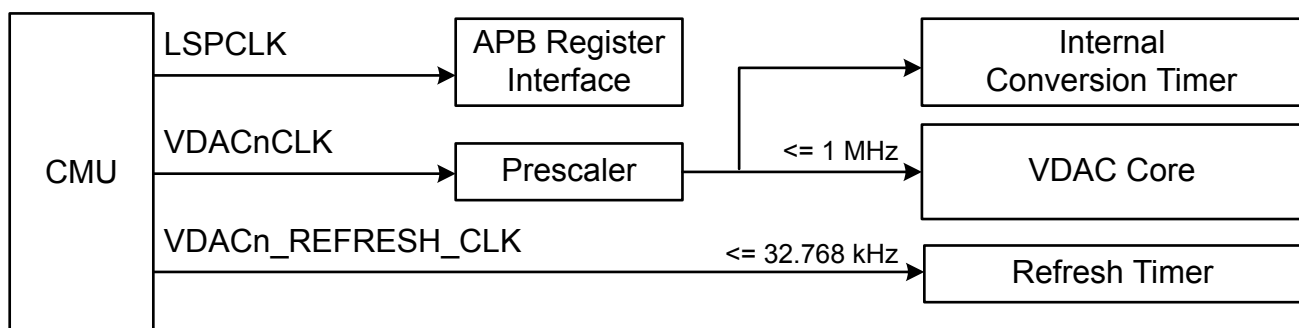 CMU
LSPCLK
APB Register
Interface
Internal
Conversion Timer
VDACnCLK
Prescaler
<= 1 MHz
VDAC Core
VDACn_REFRESH_CLK
<= 32.768 kHz
Refresh Timer